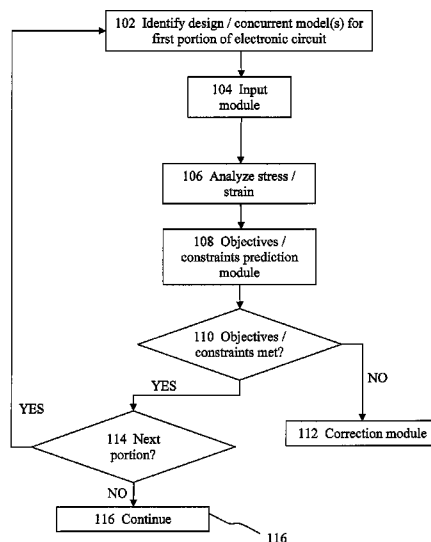 102 Identify design / concurrent model(s) for
first portion of electronic circuit
104 Input
module
106 Analyze stress /
strain
108 Objectives /
constraints prediction
module
110 Objectives /
constraints met?
YES
NO
YES
112 Correction module
114 Next
portion?
NO
116 Continue
116